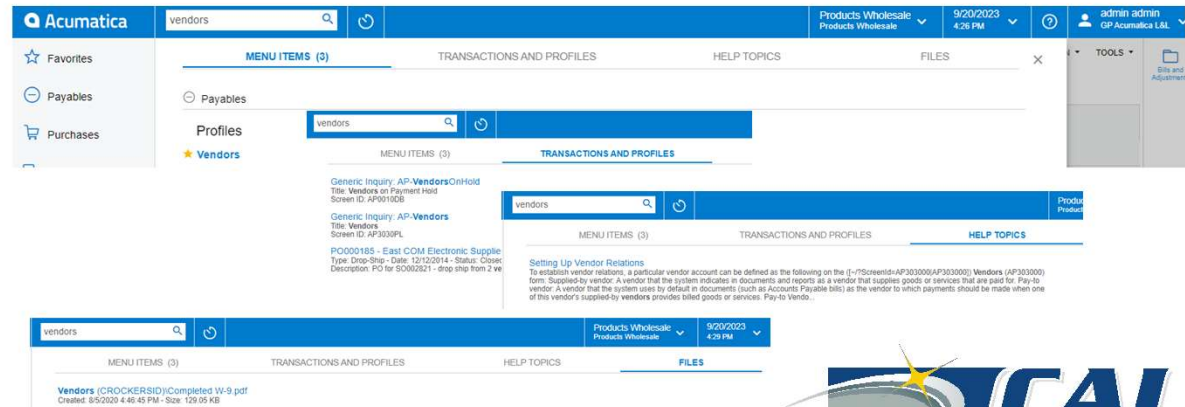 Acumatica
vendors
Products Wholesale
Products Wholesale
9/20/2023
4:26 PM
admin admin
GP Acumatica L&L
Favorites
MENU ITEMS (3)
TRANSACTIONS AND PROFILES
HELP TOPICS
FILES
TOOLS
Bills and
Adjustment
Payables
Payables
Purchases
Profiles
Vendors
vendors
MENU ITEMS (3)
TRANSACTIONS AND PROFILES
Generic Inquiry: AP-VendorsOnHold
Title: Vendors on Payment Hold
Screen ID: AP0010DB
Generic Inquiry: AP-Vendors
Title: Vendors
Screen ID: AP3030PL
PO000185 - East COM Electronic Supplie
Type: Drop-Ship - Date: 12/12/2014 - Status: Closed
Description: PO for SO002821 - drop ship from 2 ve
vendors
Produc
Product
MENU ITEMS (3)
TRANSACTIONS AND PROFILES
HELP TOPICS
Setting Up Vendor Relations
To establish vendor relations, a particular vendor account can be defined as the following on the ([~/?ScreenId=AP303000|AP303000]) Vendors (AP303000)
form: Supplied-by vendor: A vendor that the system indicates in documents and reports as a vendor that supplies goods or services that are paid for. Pay-to
vendor: A vendor that the system uses by default in documents (such as Accounts Payable bills) as the vendor to which payments should be made when one
of this vendor's supplied-by vendors provides billed goods or services. Pay-to Vendo...
vendors
Products Wholesale
Products Wholesale
9/20/2023
4:29 PM
MENU ITEMS (3)
TRANSACTIONS AND PROFILES
HELP TOPICS
FILES
Vendors (CROCKERSID)\Completed W-9.pdf
Created: 8/5/2020 4:46:45 PM - Size: 129.05 KB